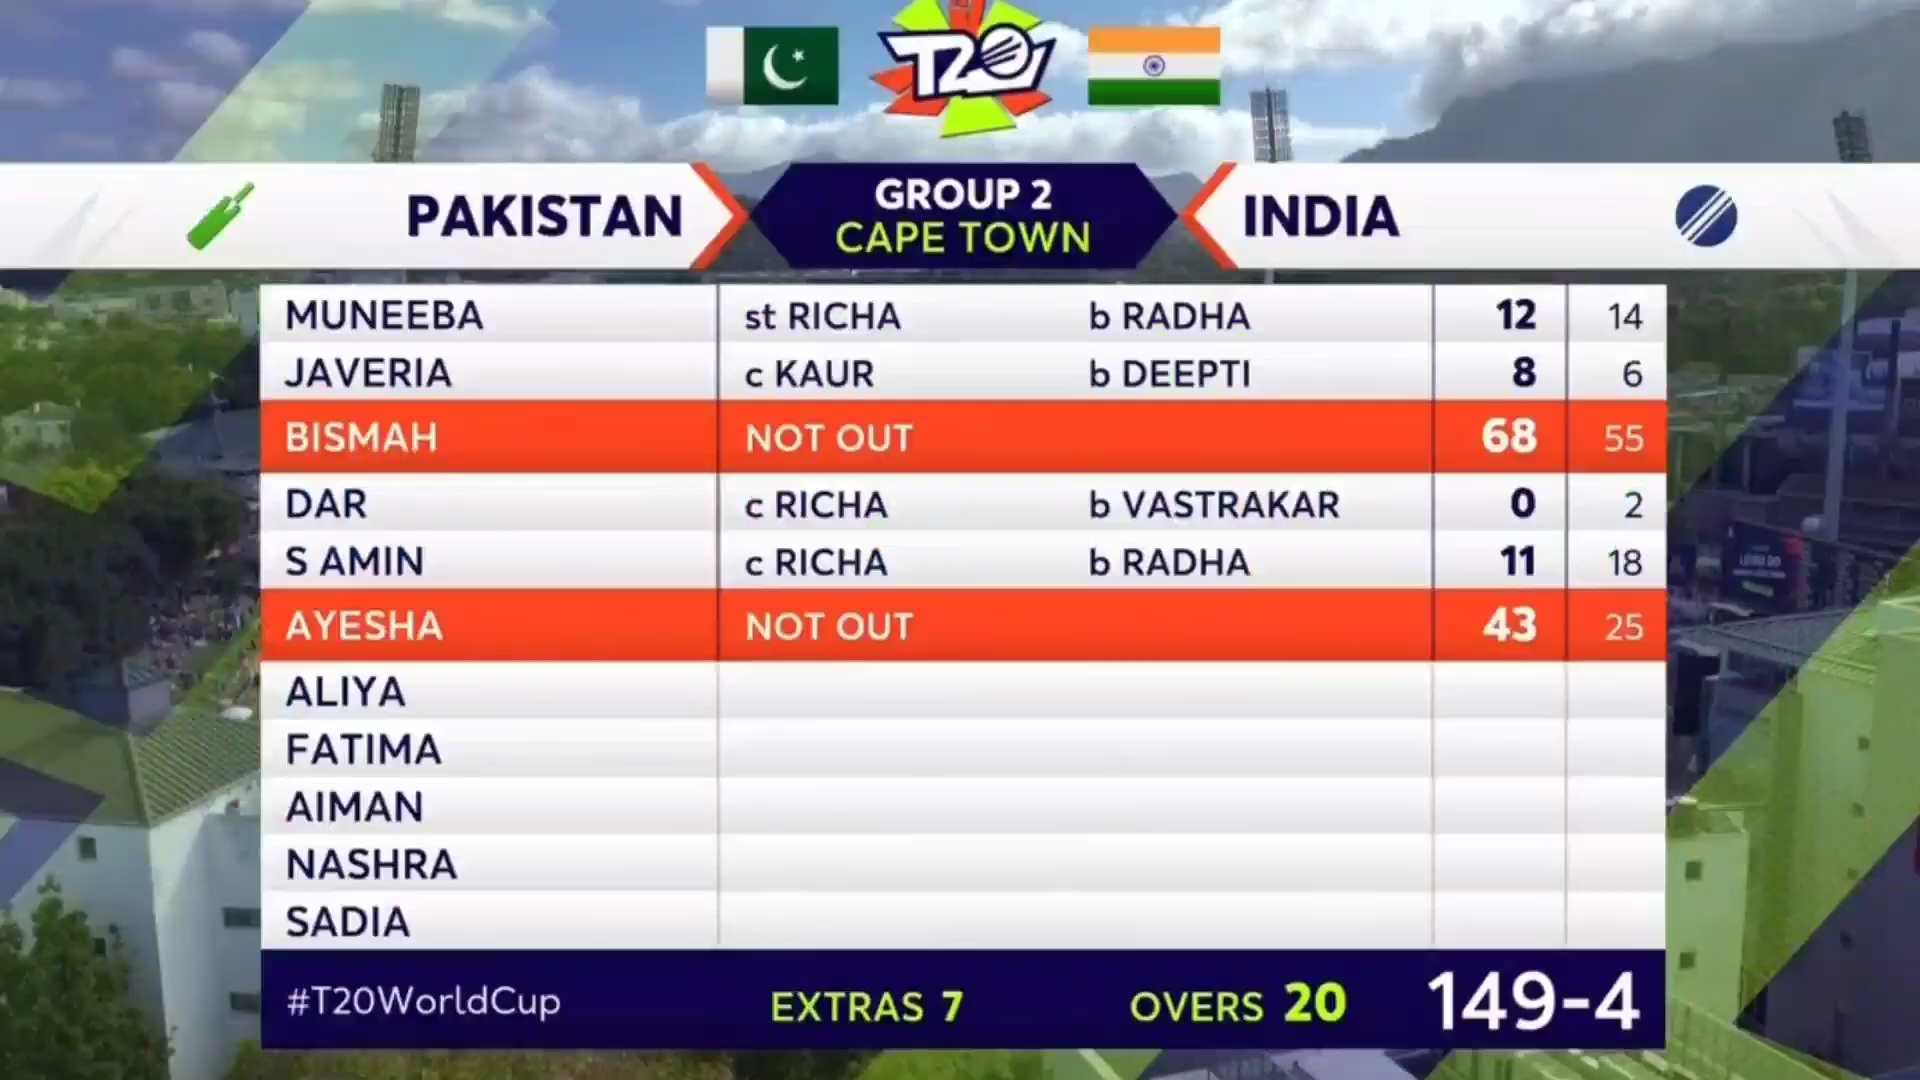 T20
PAKISTAN
GROUP 2
CAPE TOWN
INDIA
MUNEEBA st RICHA b RADHA 12 14
JAVERIA c KAUR b DEEPTI 8 6
BISMAH NOT OUT 68 55
DAR c RICHA b VASTRAKAR 0 2
S AMIN c RICHA b RADHA 11 18
AYESHA NOT OUT 43 25
ALIYA
FATIMA
AIMAN
NASHRA
SADIA
#T20WorldCup EXTRAS 7 OVERS 20 149-4